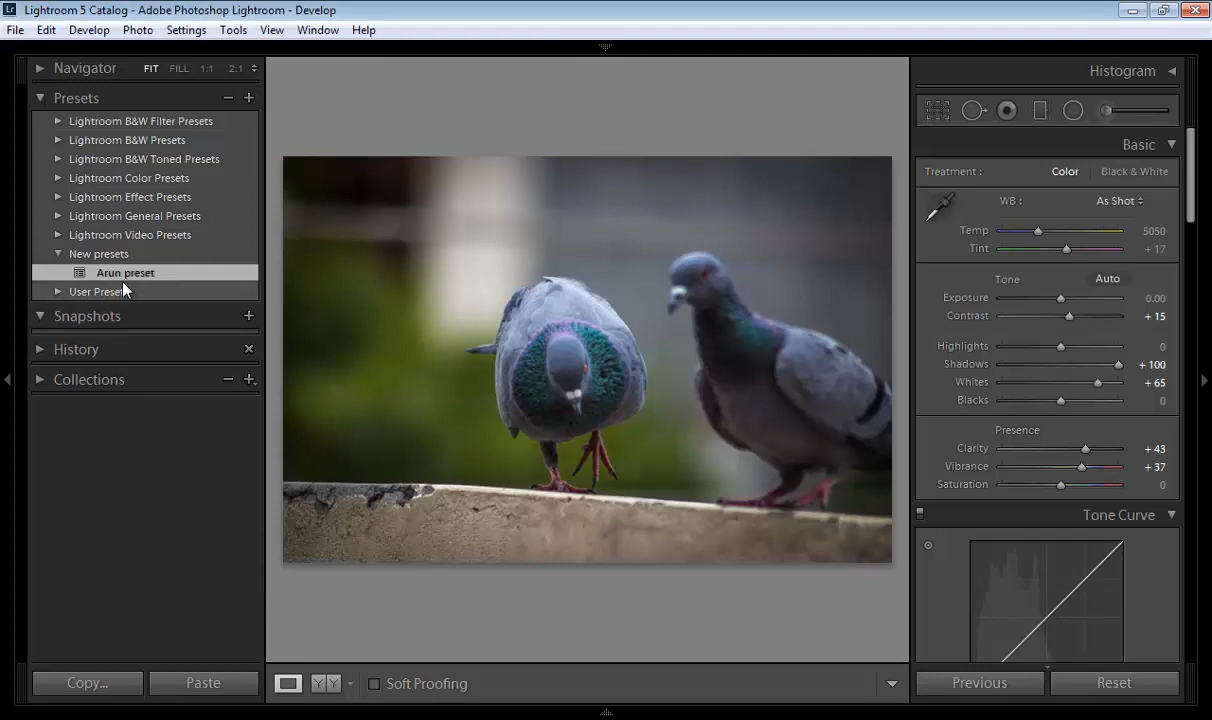 Lr Lightroom 5 Catalog - Adobe Photoshop Lightroom - Develop
File Edit Develop Photo Settings Tools View Window Help
Navigator FIT FILL 1:1 2:1
Presets
Lightroom B&W Filter Presets
Lightroom B&W Presets
Lightroom B&W Toned Presets
Lightroom Color Presets
Lightroom Effect Presets
Lightroom General Presets
Lightroom Video Presets
New presets
Arun preset
User Presets
Snapshots
History
Collections
Copy... Paste
YY Soft Proofing
Histogram
Basic
Treatment : Color Black & White
WB : As Shot
Temp 5050
Tint + 17
Tone Auto
Exposure 0.00
Contrast + 15
Highlights 0
Shadows + 100
Whites + 65
Blacks 0
Presence
Clarity + 43
Vibrance + 37
Saturation 0
Tone Curve
Previous Reset